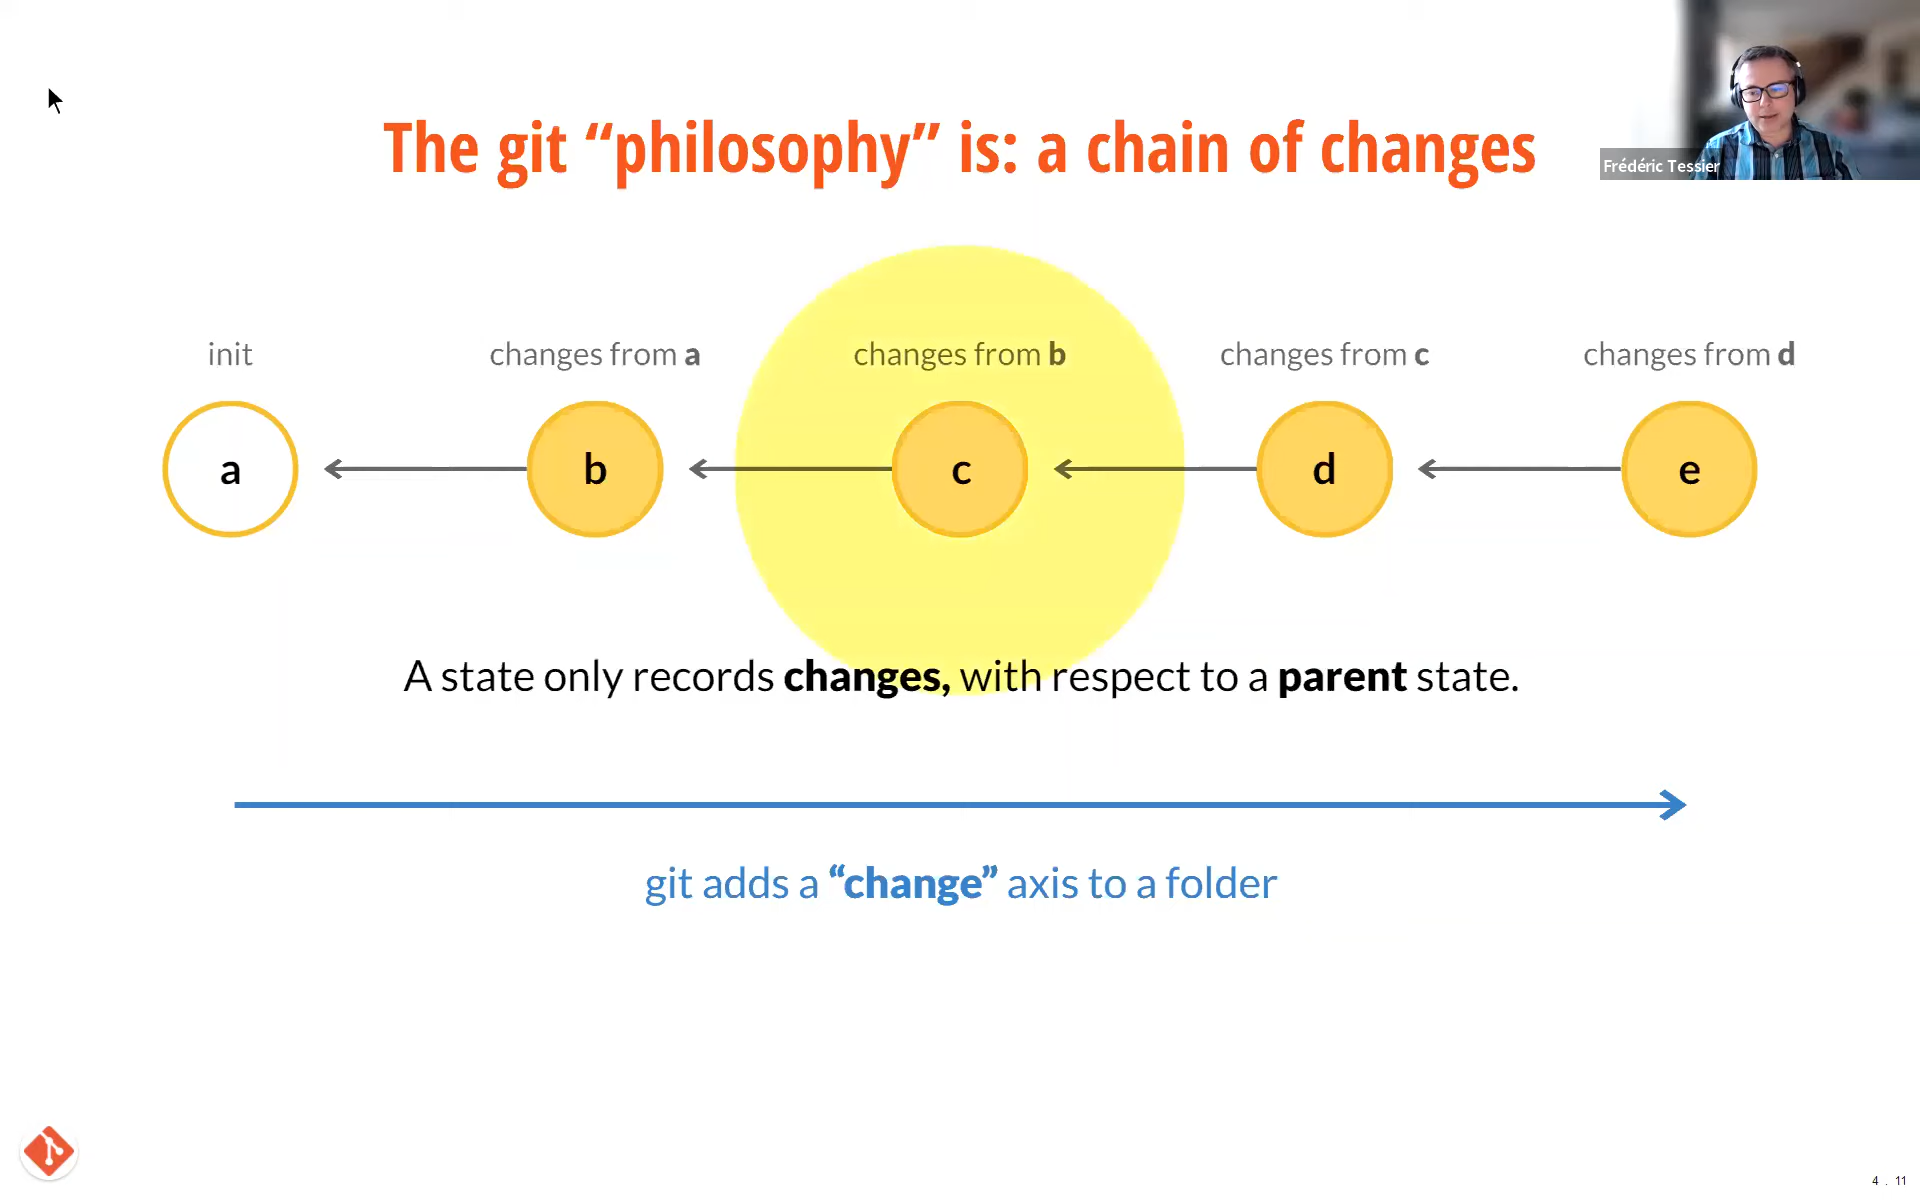 The git “philosophy” is: a chain of changes
Frédéric Tessier
init
changes from a
changes from b
changes from c
changes from d
a
b
c
d
e
A state only records changes, with respect to a parent state.
git adds a “change” axis to a folder
4 . 11